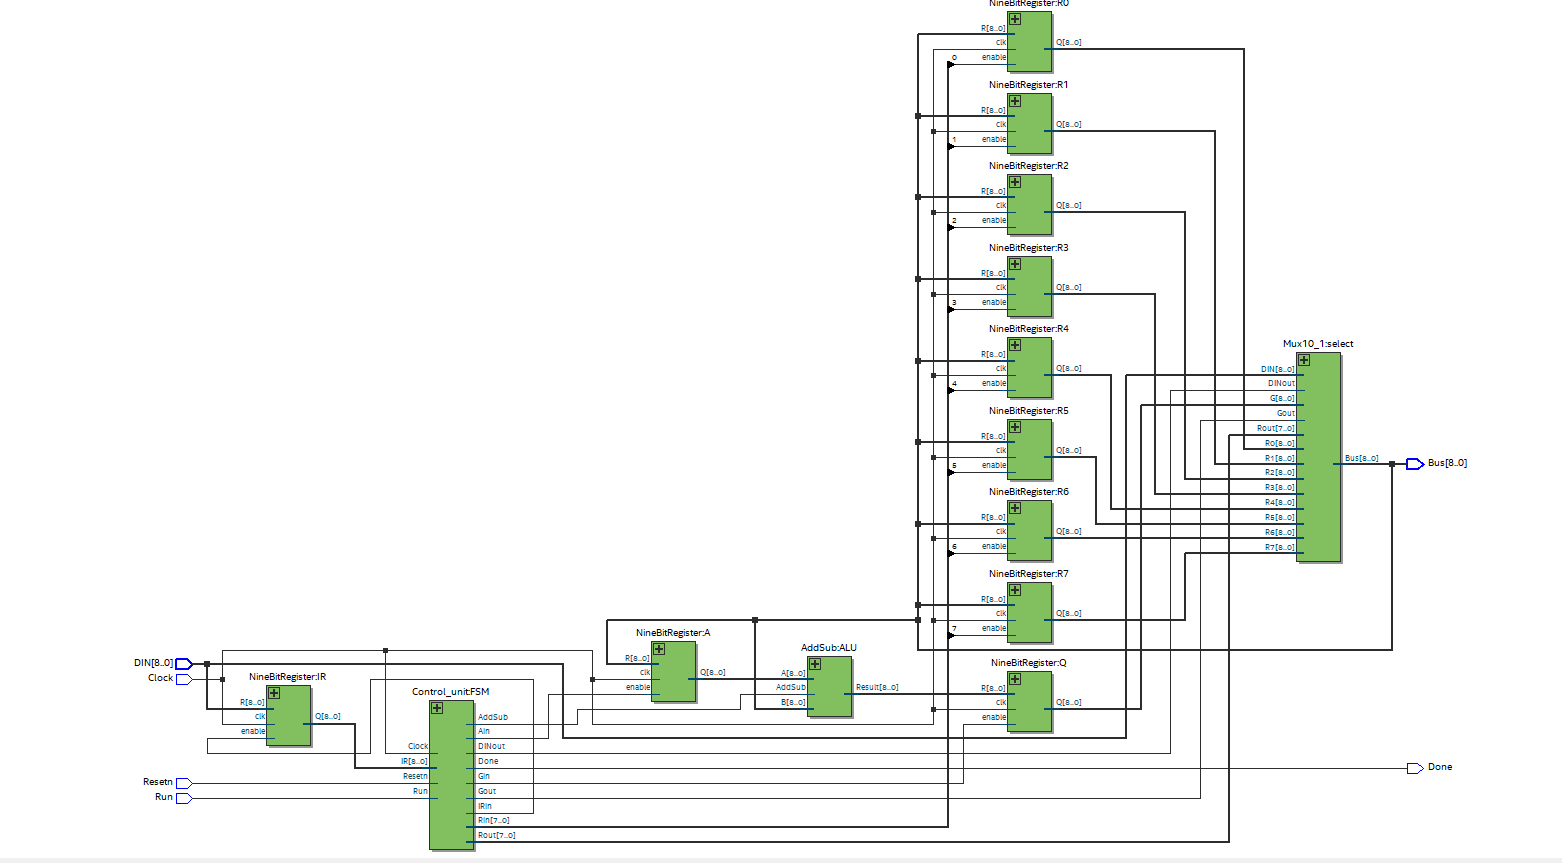 NineBitRegister:R0
R[8..0]
clk
0
enable
Q[8..0]
NineBitRegister:R1
R[8..0]
clk
1
enable
Q[8..0]
NineBitRegister:R2
R[8..0]
clk
2
enable
Q[8..0]
NineBitRegister:R3
R[8..0]
clk
3
enable
Q[8..0]
NineBitRegister:R4
R[8..0]
clk
4
enable
Q[8..0]
NineBitRegister:R5
R[8..0]
clk
5
enable
Q[8..0]
NineBitRegister:R6
R[8..0]
clk
6
enable
Q[8..0]
NineBitRegister:R7
R[8..0]
clk
7
enable
Q[8..0]
Mux10_1:select
DIN[8..0]
DINout
G[8..0]
Gout
Rout[7..0]
R0[8..0]
R1[8..0]
R2[8..0]
R3[8..0]
R4[8..0]
R5[8..0]
R6[8..0]
R7[8..0]
Bus[8..0]
Bus[8..0]
NineBitRegister:A
R[8..0]
clk
enable
Q[8..0]
AddSub:ALU
A[8..0]
AddSub
B[8..0]
Result[8..0]
NineBitRegister:Q
R[8..0]
clk
enable
Q[8..0]
DIN[8..0]
Clock
NineBitRegister:IR
R[8..0]
clk
enable
Q[8..0]
Control_unit:FSM
Clock
IR[8..0]
Resetn
Run
AddSub
Ain
DINout
Done
Gin
Gout
IRin
Rin[7..0]
Rout[7..0]
Resetn
Run
Done